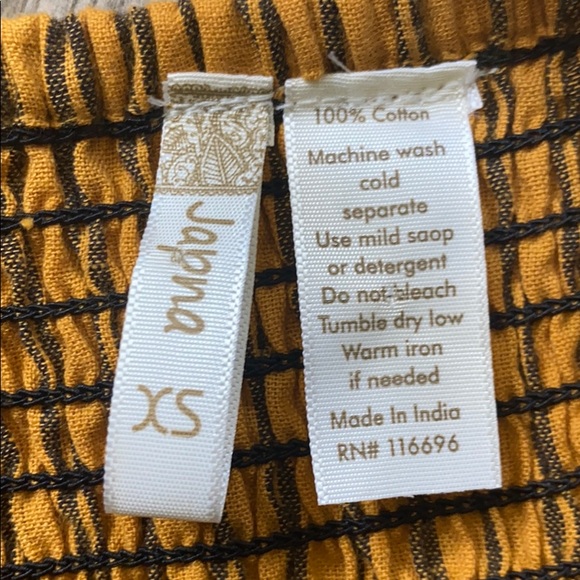 Japna
XS
100% Cotton
Machine wash
cold
separate
Use mild saop
or detergent
Do not bleach
Tumble dry low
Warm iron
if needed
Made In India
RN# 116696